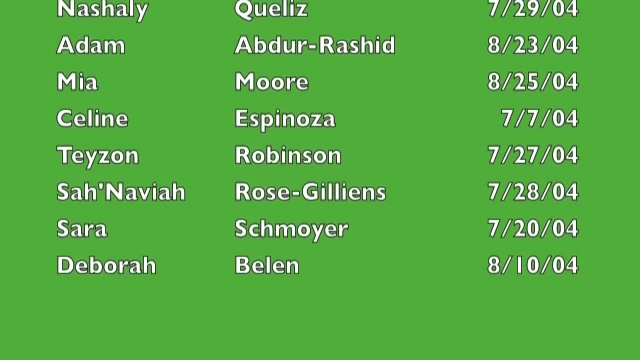 Nashaly Queliz 7/29/04
Adam Abdur-Rashid 8/23/04
Mia Moore 8/25/04
Celine Espinoza 7/7/04
Teyzon Robinson 7/27/04
Sah'Naviah Rose-Gilliens 7/28/04
Sara Schmoyer 7/20/04
Deborah Belen 8/10/04